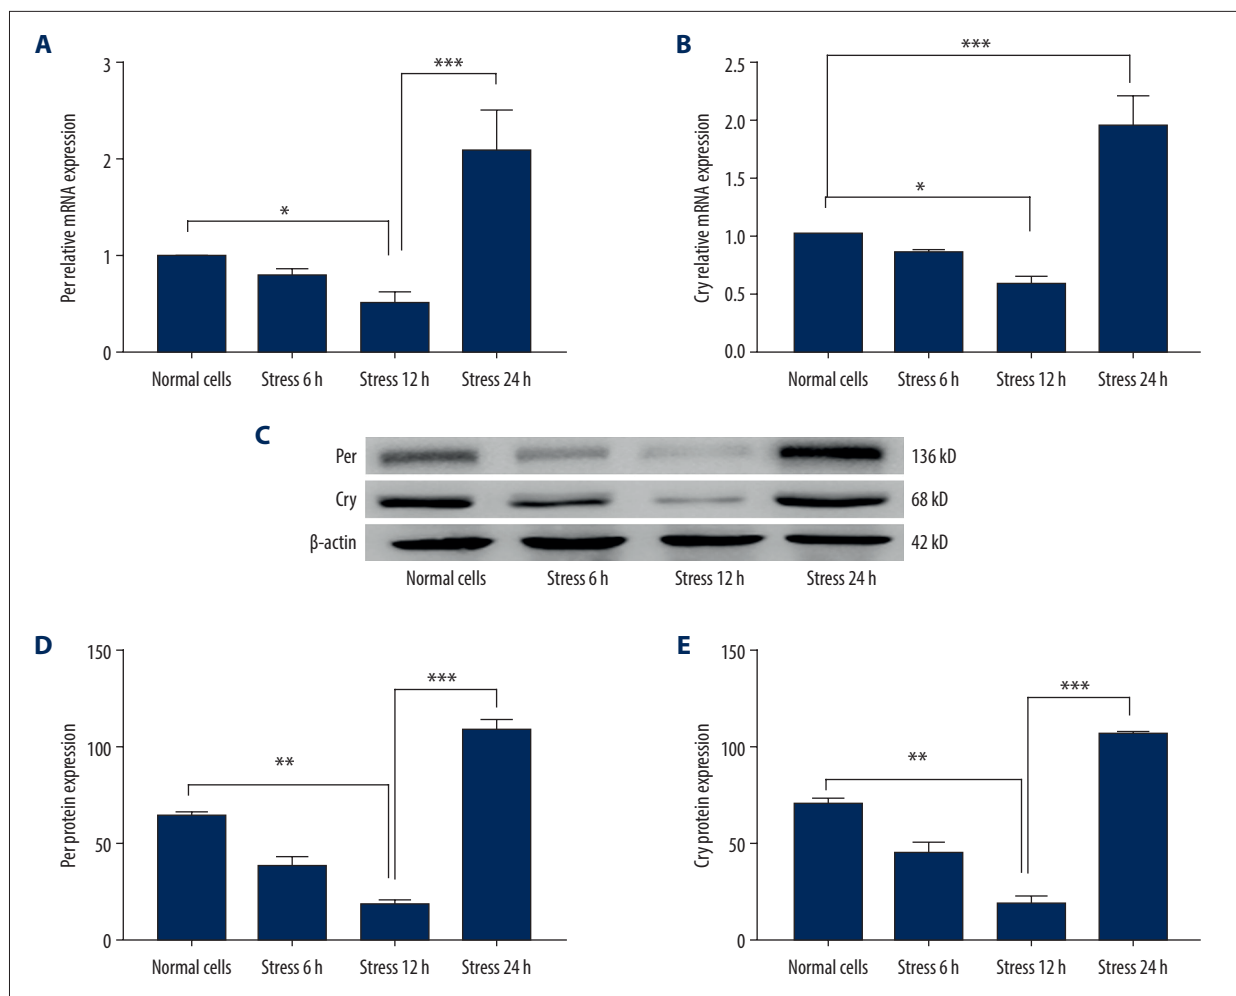 A
Per relative mRNA expression
3
2
1
0
***
*
Normal cells
Stress 6 h
Stress 12 h
Stress 24 h
B
Cry relative mRNA expression
2.5
2.0
1.5
1.0
0.5
0.0
***
*
Normal cells
Stress 6 h
Stress 12 h
Stress 24 h
C
Per
136 kD
Cry
68 kD
β-actin
42 kD
Normal cells
Stress 6 h
Stress 12 h
Stress 24 h
D
Per protein expression
150
100
50
0
***
**
Normal cells
Stress 6 h
Stress 12 h
Stress 24 h
E
Cry protein expression
150
100
50
0
***
**
Normal cells
Stress 6 h
Stress 12 h
Stress 24 h